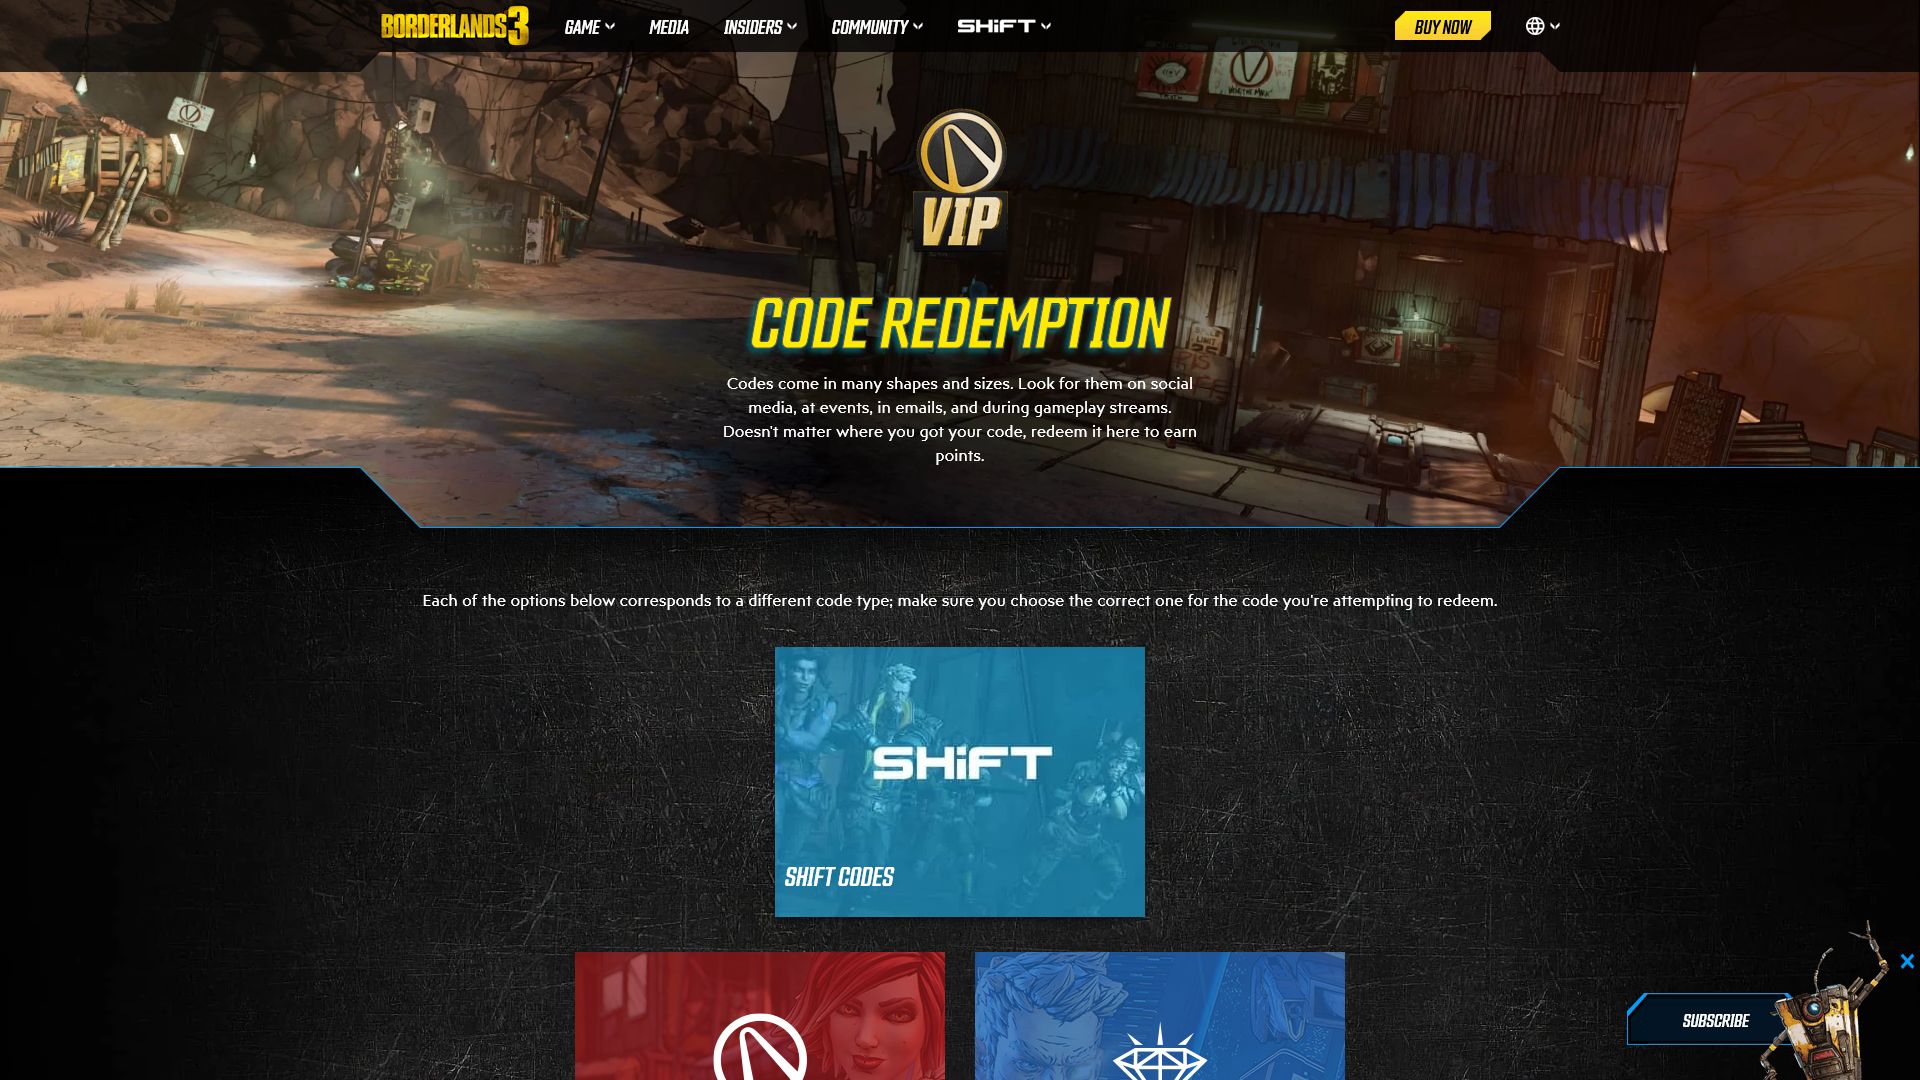 BORDERLANDS 3
GAME
MEDIA
INSIDERS
COMMUNITY
SHiFT
BUY NOW
VIP
CODE REDEMPTION
Codes come in many shapes and sizes. Look for them on social
media, at events, in emails, and during gameplay streams.
Doesn't matter where you got your code, redeem it here to earn
points.
Each of the options below corresponds to a different code type; make sure you choose the correct one for the code you're attempting to redeem.
SHiFT
SHIFT CODES
SUBSCRIBE